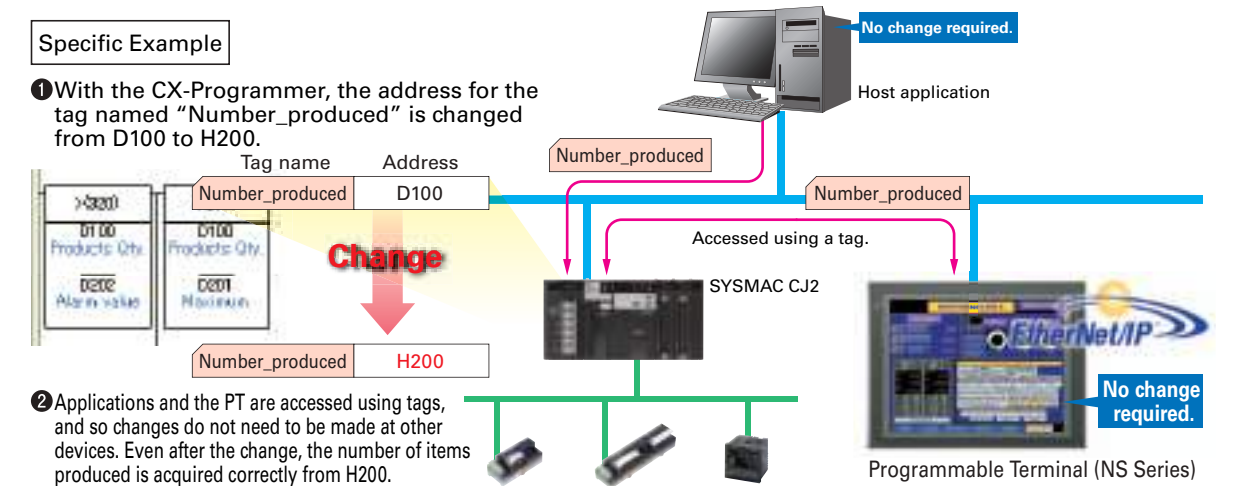 Specific Example
No change required.
❶With the CX-Programmer, the address for the
tag named “Number_produced” is changed
from D100 to H200.
Host application
Tag name Address
Number_produced D100
Number_produced
Number_produced
>(320)
D100
Products Qty.
D202
Alarm value
D100
Products Qty.
D201
Maximum
Change
Accessed using a tag.
SYSMAC CJ2
EtherNet/IP
Number_produced H200
No change
required.
❷Applications and the PT are accessed using tags,
and so changes do not need to be made at other
devices. Even after the change, the number of items
produced is acquired correctly from H200.
Programmable Terminal (NS Series)